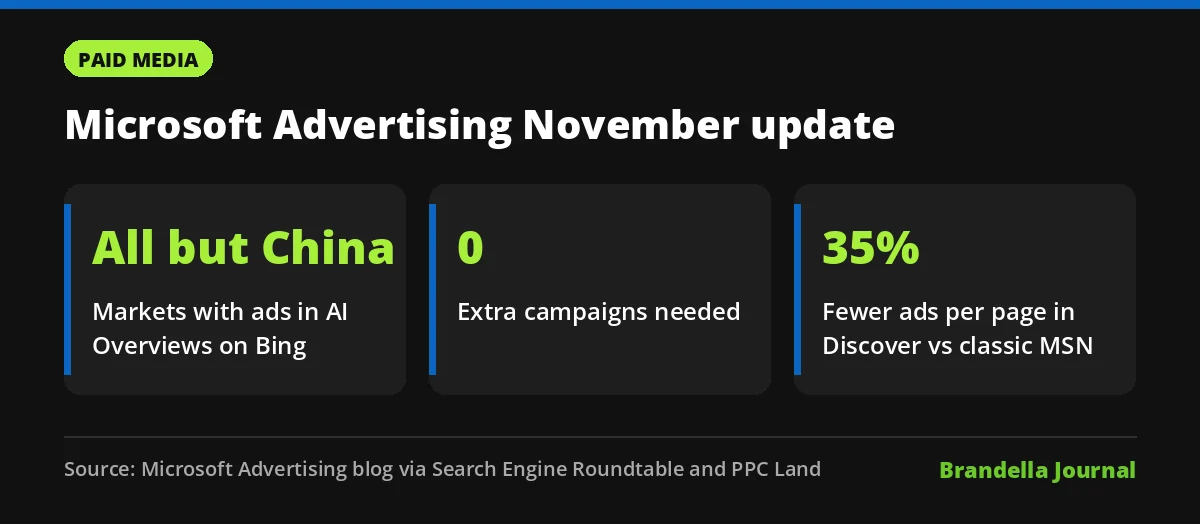 PAID MEDIA
Microsoft Advertising November update
All but China
Markets with ads in AI
Overviews on Bing
0
Extra campaigns needed
35%
Fewer ads per page in
Discover vs classic MSN
Source: Microsoft Advertising blog via Search Engine Roundtable and PPC Land
Brandella Journal